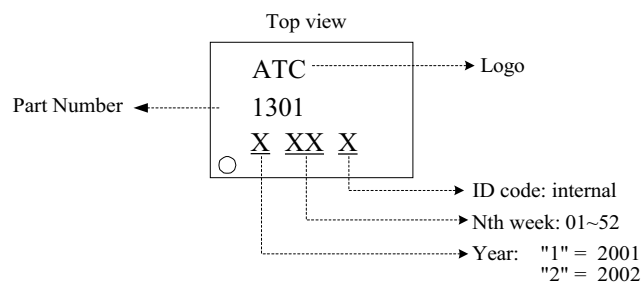 Top view
ATC
Logo
Part Number
1301
X XX X
ID code: internal
Nth week: 01~52
Year: "1" = 2001
"2" = 2002